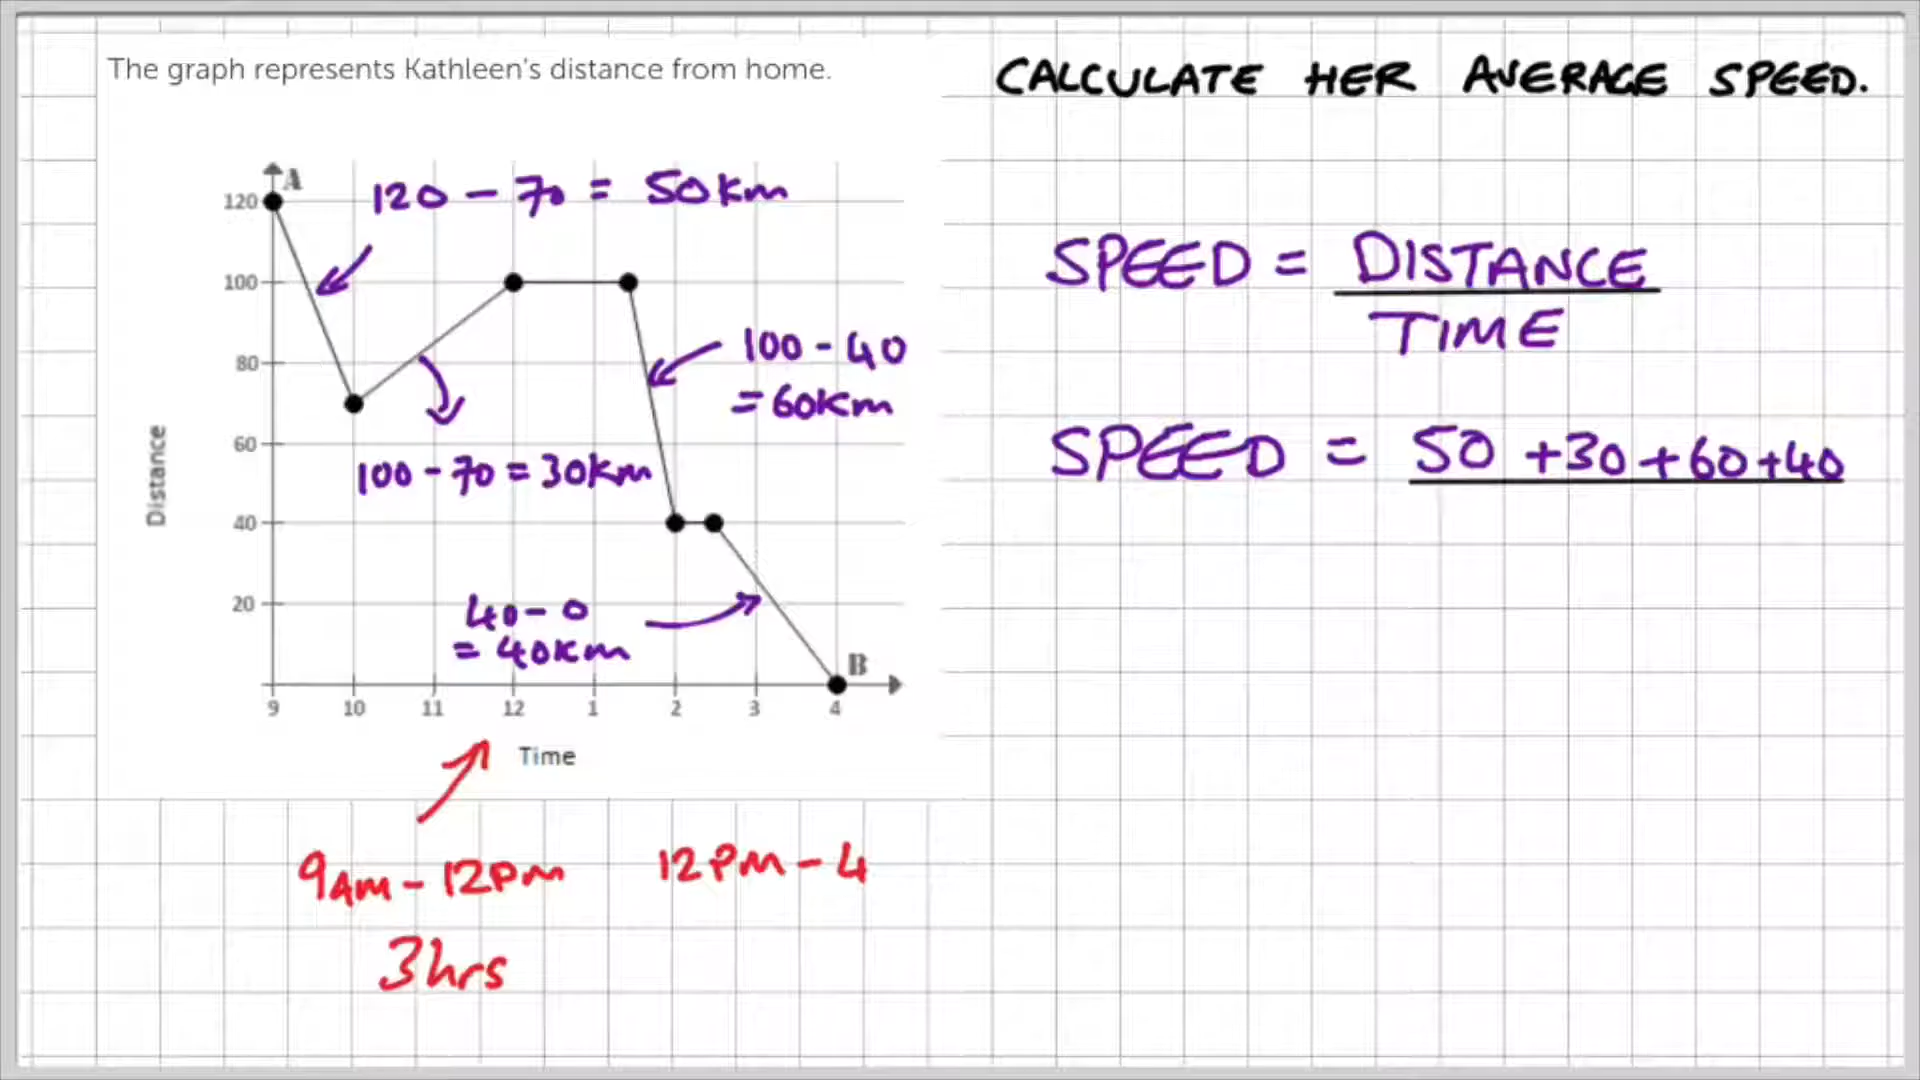 The graph represents Kathleen's distance from home.
CALCULATE HER AVERAGE SPEED.
A
120 - 70 = 50km
120
100
80
60
40
20
Distance
100 - 40
= 60km
100 - 70 = 30km
40 - 0
= 40km
B
9 10 11 12 1 2 3 4
Time
9am - 12pm
3hrs
12pm - 4
SPEED = DISTANCE
TIME
SPEED = 50 + 30 + 60 + 40